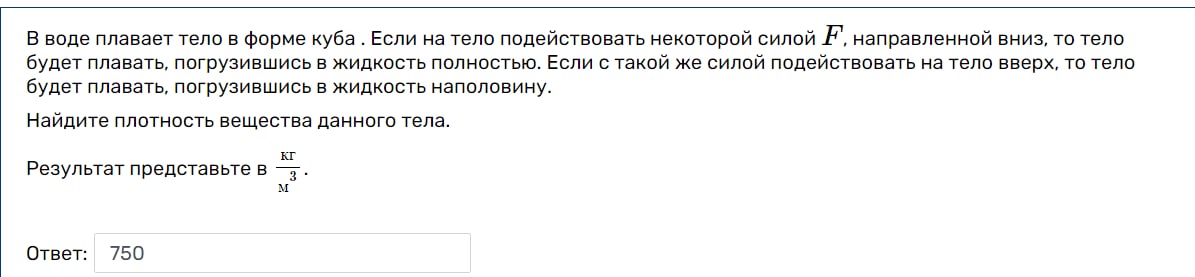 В воде плавает тело в форме куба . Если на тело подействовать некоторой силой F, направленной вниз, то тело
будет плавать, погрузившись в жидкость полностью. Если с такой же силой подействовать на тело вверх, то тело
будет плавать, погрузившись в жидкость наполовину.
Найдите плотность вещества данного тела.
Результат представьте в кг/м³.
Ответ: 750